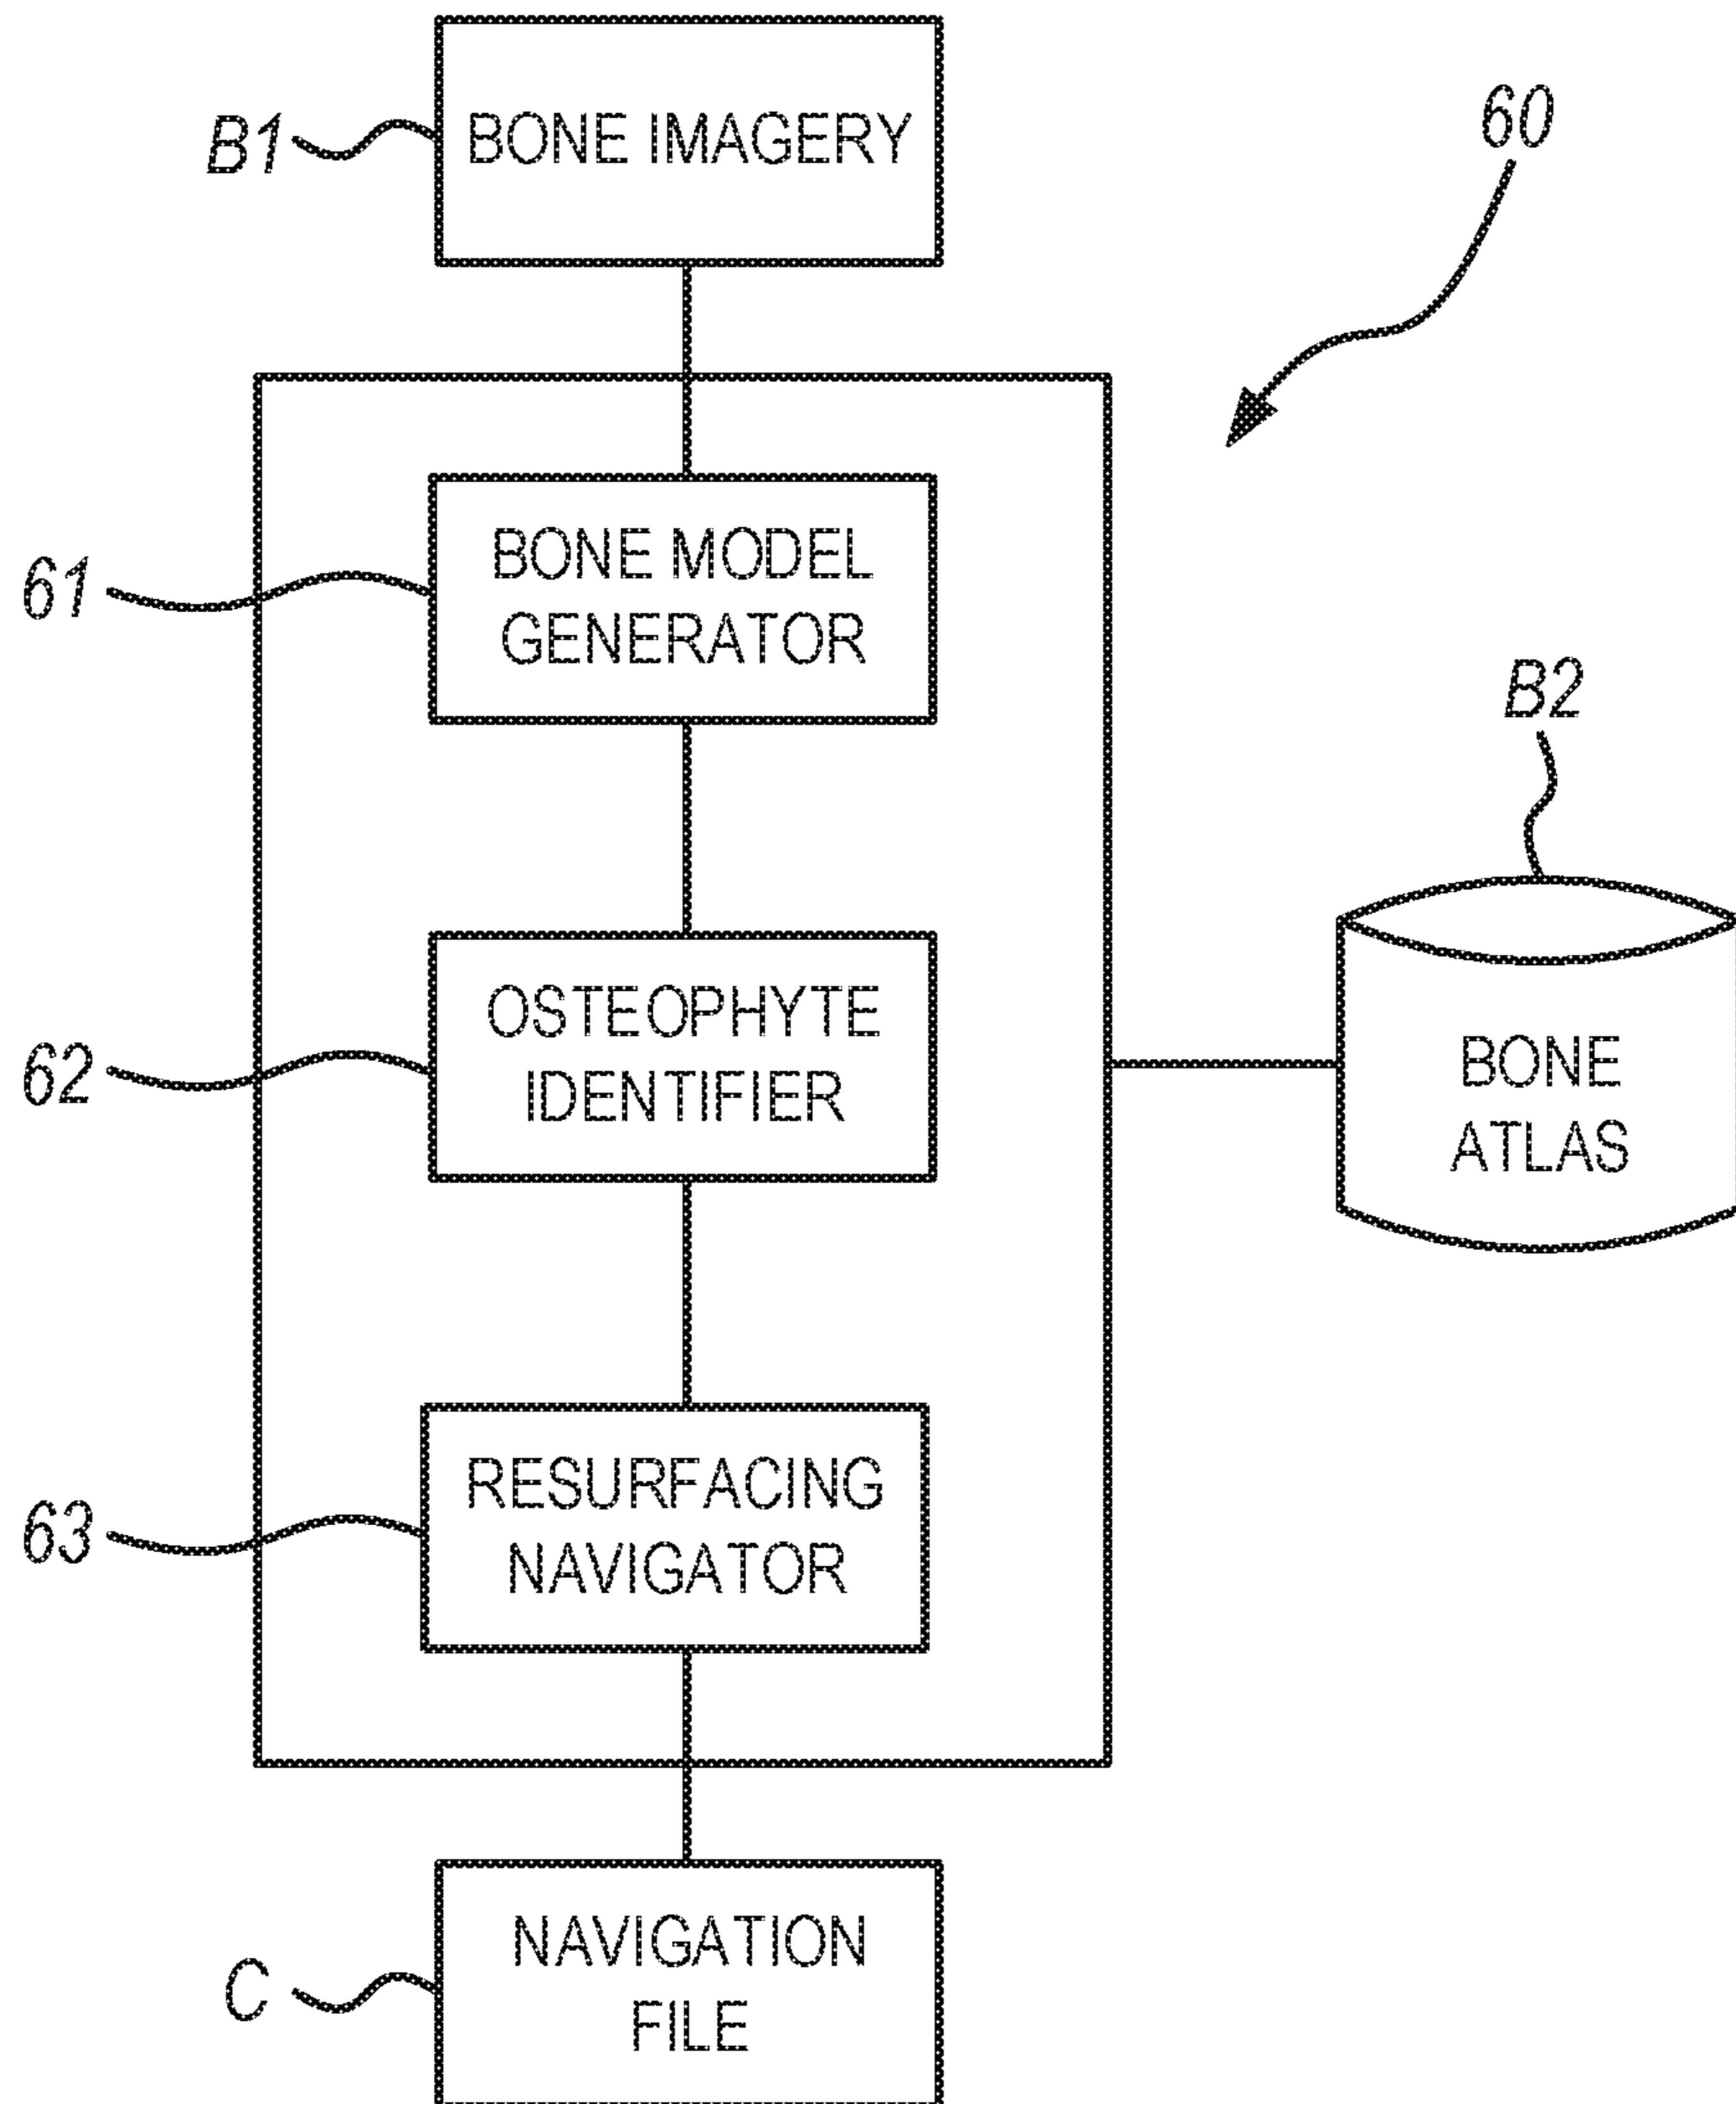 B1
BONE IMAGERY
60
61
BONE MODEL
GENERATOR
B2
62
OSTEOPHYTE
IDENTIFIER
BONE
ATLAS
63
RESURFACING
NAVIGATOR
C
NAVIGATION
FILE